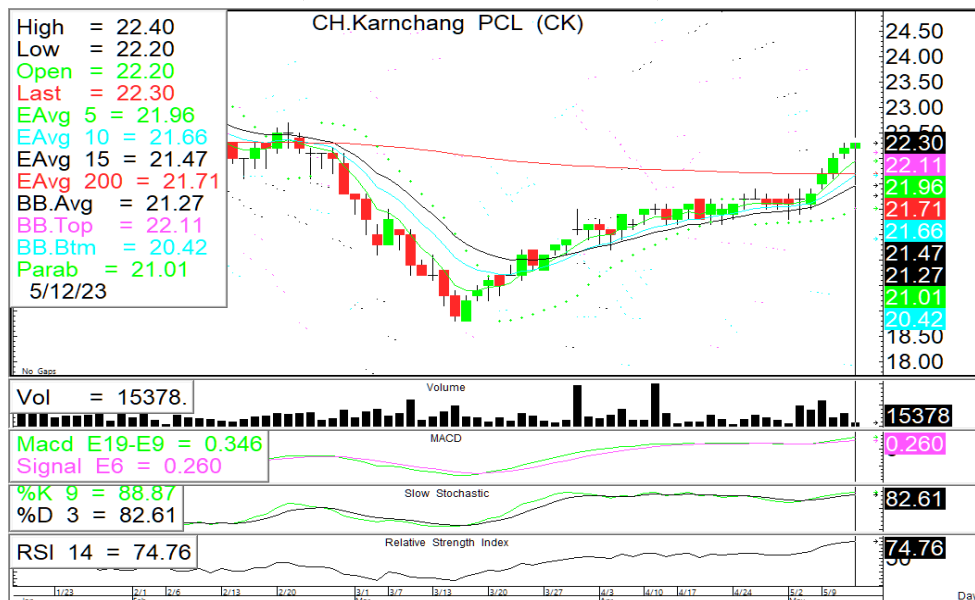 CH.Karnchang PCL (CK)
High = 22.40
Low = 22.20
Open = 22.20
Last = 22.30
EAvg 5 = 21.96
EAvg 10 = 21.66
EAvg 15 = 21.47
EAvg 200 = 21.71
BB.Avg = 21.27
BB.Top = 22.11
BB.Btm = 20.42
Parab = 21.01
5/12/23
24.50
24.00
23.50
23.00
22.30
22.11
21.96
21.71
21.66
21.47
21.27
21.01
20.42
18.50
18.00
No Gaps
Volume
Vol = 15378.
15378
MACD
Macd E19-E9 = 0.346
Signal E6 = 0.260
0.260
Slow Stochastic
%K 9 = 88.87
%D 3 = 82.61
82.61
Relative Strength Index
RSI 14 = 74.76
74.76
1/23 2/1 2/6 2/13 2/20 3/1 3/7 3/13 3/20 3/27 4/3 4/10 4/17 4/24 5/2 5/9